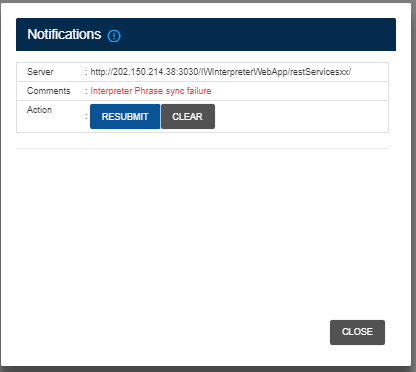 Notifications
Server : http://202.150.214.38:3030/IWInterpreterWebApp/restServicesxx/
Comments : Interpreter Phrase sync failure
Action : RESUBMIT CLEAR
CLOSE